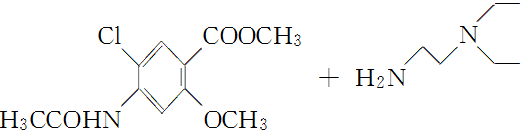 Cl COOCH₃
N
+ H₂N
H₃CCOHN OCH₃